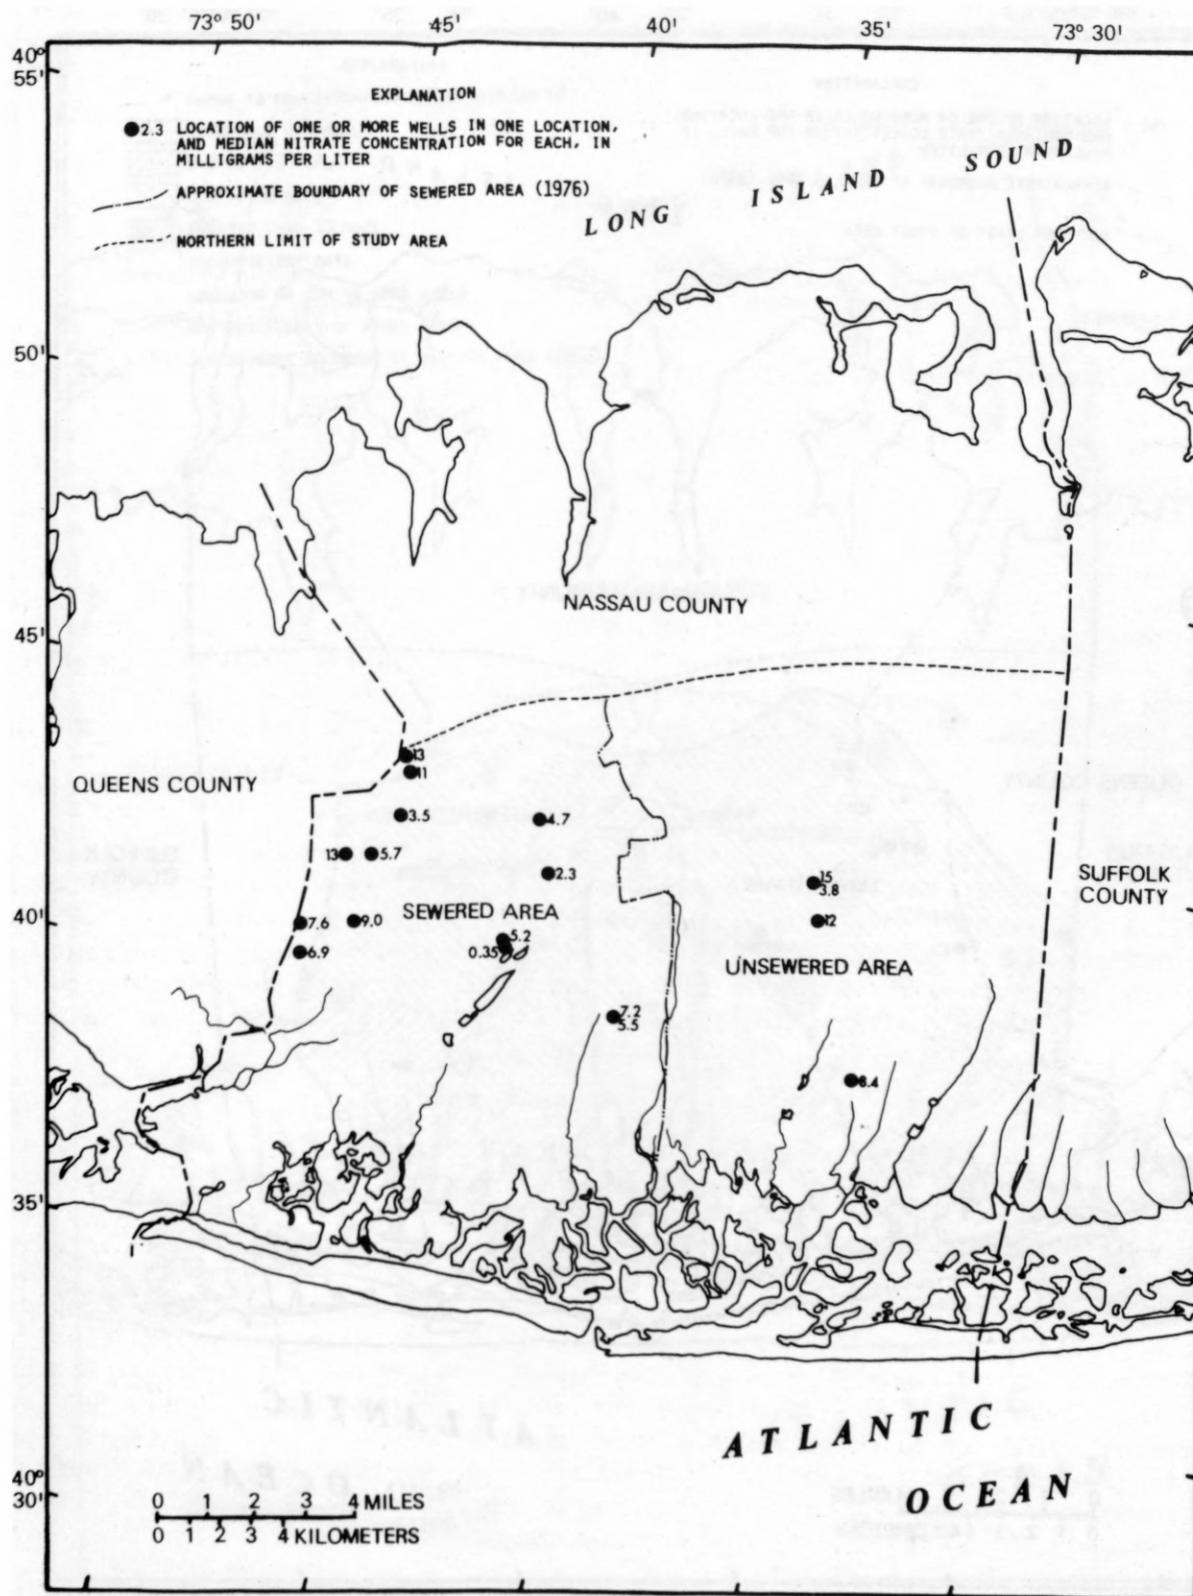 73° 50'
45'
40'
35'
73° 30'
40°
55'
EXPLANATION
2.3 LOCATION OF ONE OR MORE WELLS IN ONE LOCATION,
AND MEDIAN NITRATE CONCENTRATION FOR EACH, IN
MILLIGRAMS PER LITER
APPROXIMATE BOUNDARY OF SEWERED AREA (1976)
NORTHERN LIMIT OF STUDY AREA
LONG ISLAND SOUND
50'
NASSAU COUNTY
45'
QUEENS COUNTY
13
11
3.5
4.7
13
5.7
2.3
15
3.8
SUFFOLK
COUNTY
40'
7.6
9.0
SEWERED AREA
12
6.9
5.2
0.35
UNSEWERED AREA
7.2
5.5
35'
ATLANTIC
OCEAN
40°
30'
0 1 2 3 4 MILES
0 1 2 3 4 KILOMETERS